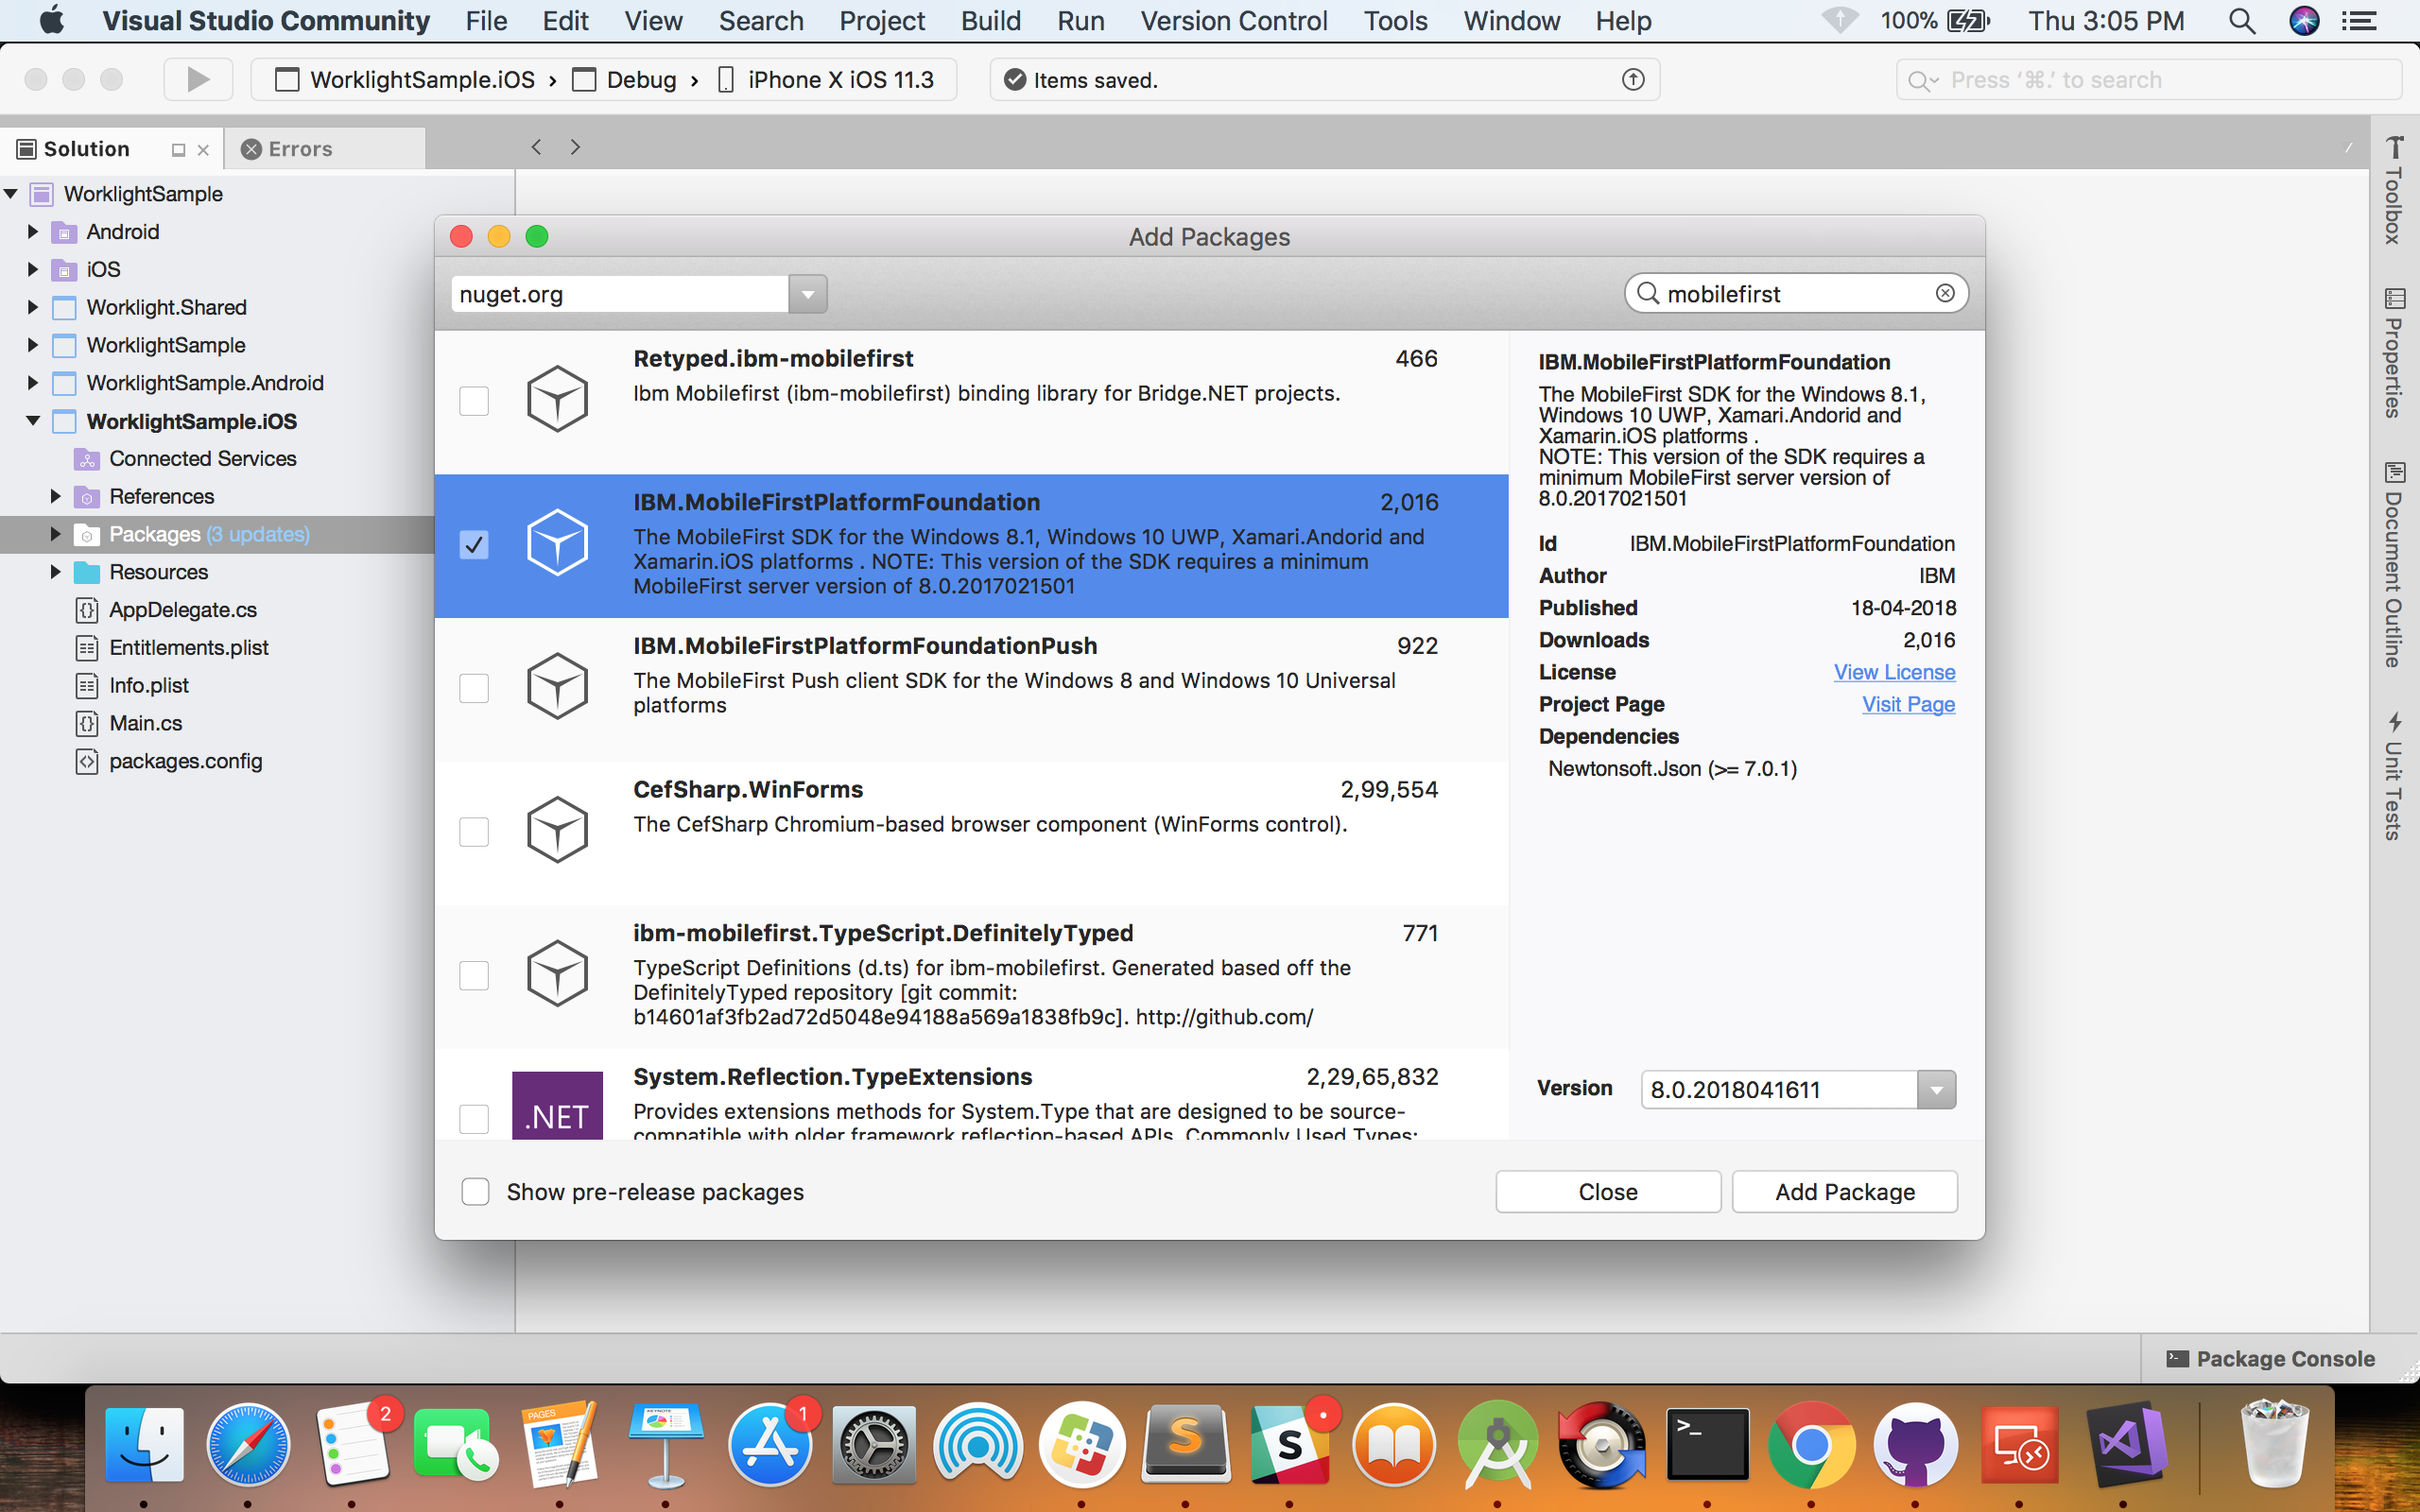 Visual Studio Community File Edit View Search Project Build Run Version Control Tools Window Help 100% Thu 3:05 PM
WorklightSample.iOS › Debug › iPhone X iOS 11.3 Items saved. Press ‘⌘.’ to search
Solution Errors
WorklightSample
Android
iOS
Worklight.Shared
WorklightSample
WorklightSample.Android
WorklightSample.iOS
Connected Services
References
Packages (3 updates)
Resources
AppDelegate.cs
Entitlements.plist
Info.plist
Main.cs
packages.config
Add Packages
nuget.org
mobilefirst
Retyped.ibm-mobilefirst 466
Ibm Mobilefirst (ibm-mobilefirst) binding library for Bridge.NET projects.
IBM.MobileFirstPlatformFoundation 2,016
The MobileFirst SDK for the Windows 8.1, Windows 10 UWP, Xamari.Andorid and
Xamarin.iOS platforms . NOTE: This version of the SDK requires a minimum
MobileFirst server version of 8.0.2017021501
IBM.MobileFirstPlatformFoundationPush 922
The MobileFirst Push client SDK for the Windows 8 and Windows 10 Universal
platforms
CefSharp.WinForms 2,99,554
The CefSharp Chromium-based browser component (WinForms control).
ibm-mobilefirst.TypeScript.DefinitelyTyped 771
TypeScript Definitions (d.ts) for ibm-mobilefirst. Generated based off the
DefinitelyTyped repository [git commit:
b14601af3fb2ad72d5048e94188a569a1838fb9c]. http://github.com/
.NET
System.Reflection.TypeExtensions 2,29,65,832
Provides extensions methods for System.Type that are designed to be source-
compatible with older framework reflection-based APIs. Commonly Used Types:
IBM.MobileFirstPlatformFoundation
The MobileFirst SDK for the Windows 8.1,
Windows 10 UWP, Xamari.Andorid and
Xamarin.iOS platforms .
NOTE: This version of the SDK requires a
minimum MobileFirst server version of
8.0.2017021501
Id IBM.MobileFirstPlatformFoundation
Author IBM
Published 18-04-2018
Downloads 2,016
License View License
Project Page Visit Page
Dependencies
Newtonsoft.Json (>= 7.0.1)
Version 8.0.2018041611
Show pre-release packages
Close Add Package
Toolbox
Properties
Document Outline
Unit Tests
Package Console
2
PAGES
KEYNOTE
1
S
S
>_